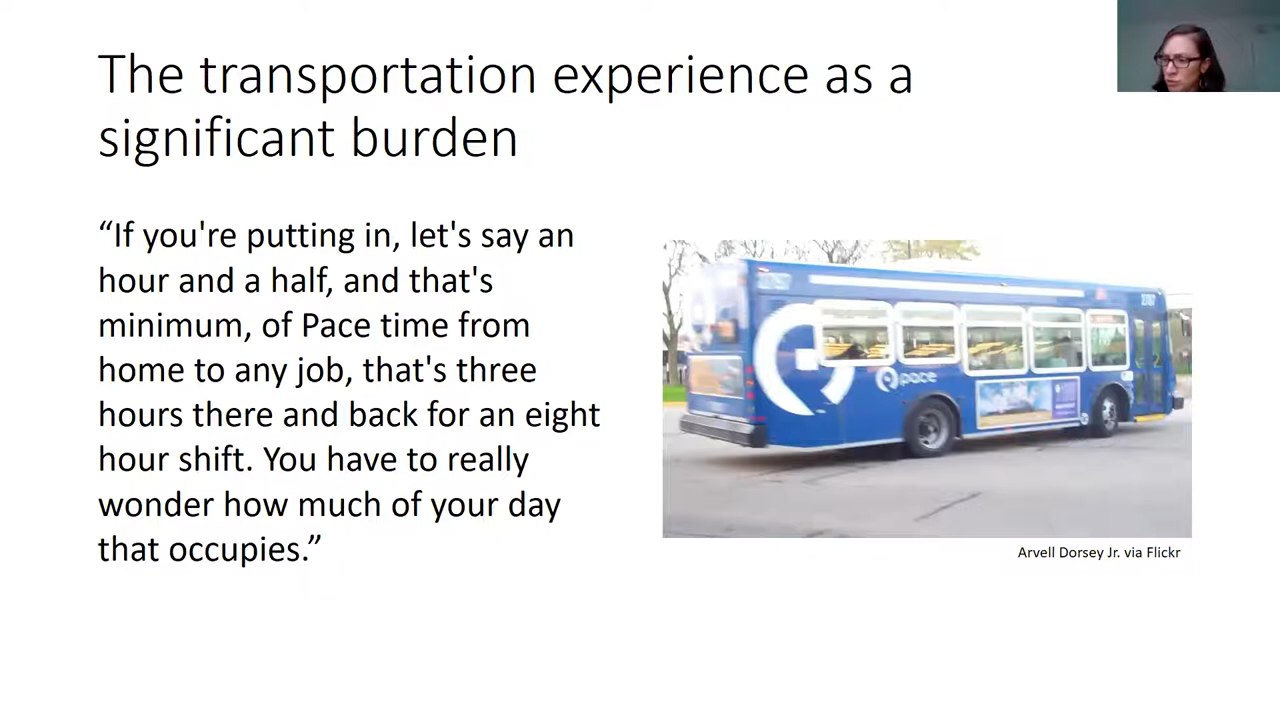 The transportation experience as a
significant burden
“If you're putting in, let's say an
hour and a half, and that's
minimum, of Pace time from
home to any job, that's three
hours there and back for an eight
hour shift. You have to really
wonder how much of your day
that occupies.”
pace
Arvell Dorsey Jr. via Flickr